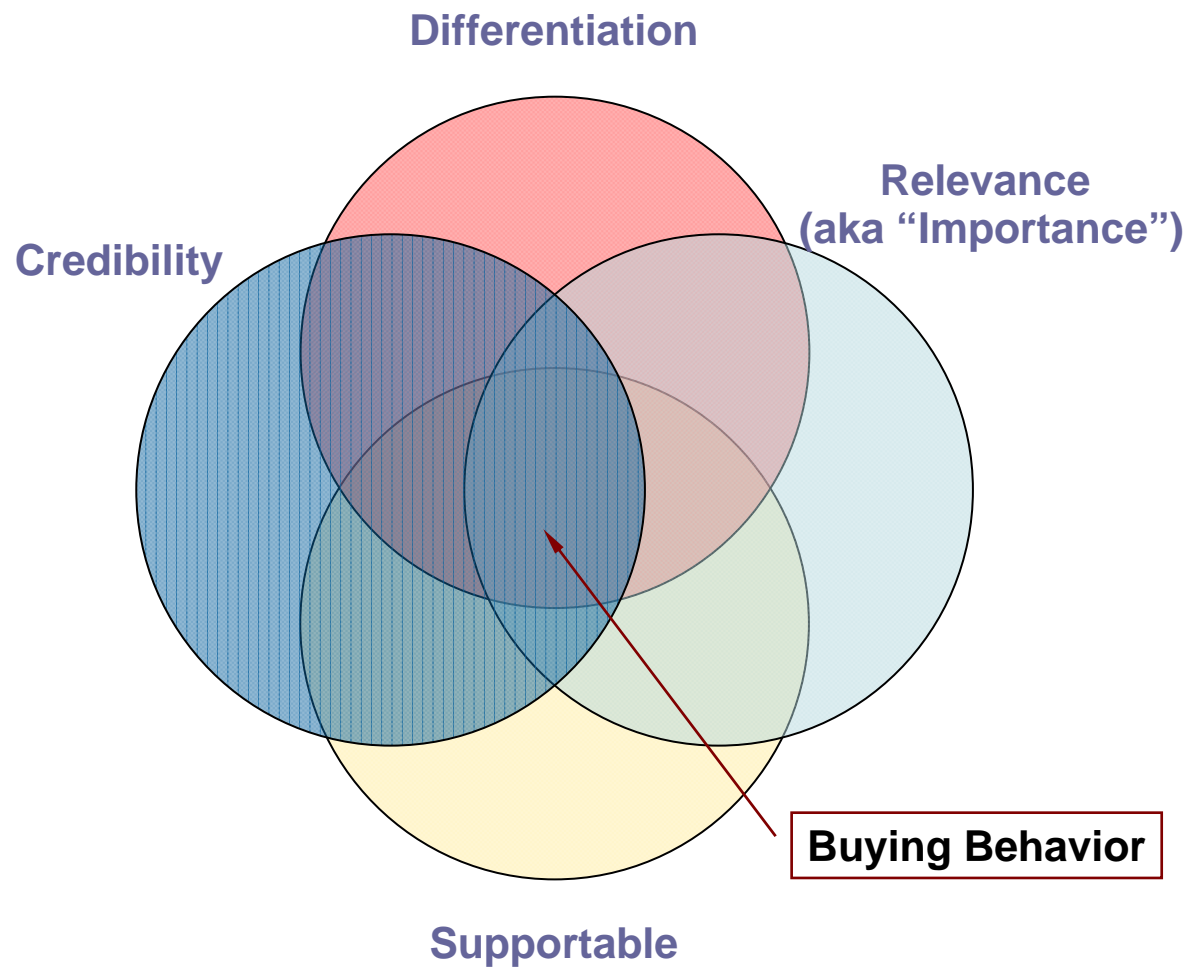 Differentiation
Relevance
(aka “Importance”)
Credibility
Buying Behavior
Supportable